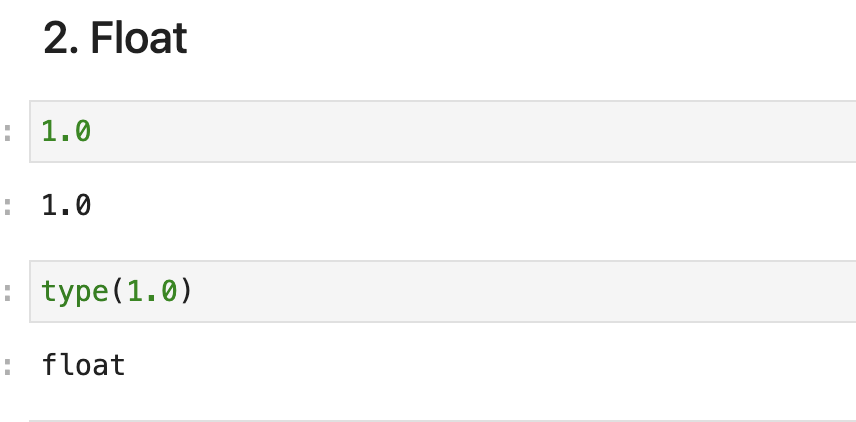 2. Float
: 1.0
: 1.0
: type(1.0)
: float